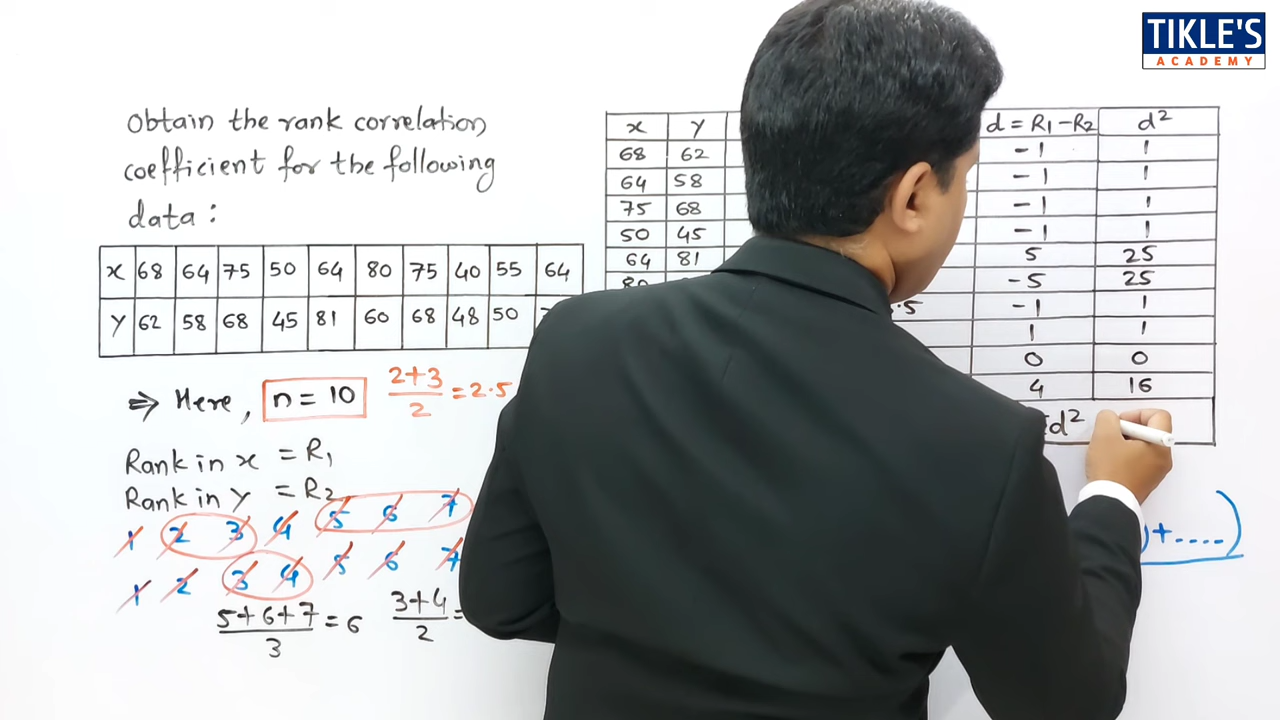 TIKLE'S
ACADEMY
Obtain the rank correlation
coefficient for the following
data :
x 68 64 75 50 64 80 75 40 55 64
y 62 58 68 45 81 60 68 48 50
⇒ Here, n = 10 2+3/2 = 2.5
Rank in x = R₁
Rank in y = R₂
1 2 3 4 5 6 7
1 2 3 4 5 6 7
5+6+7/3 = 6 3+4/2 =
x y d = R₁ - R₂ d²
68 62 -1 1
64 58 -1 1
75 68 -1 1
50 45 -1 1
64 81 5 25
80 -5 25
.5 -1 1
1 1
0 0
4 16
d²
)+....)